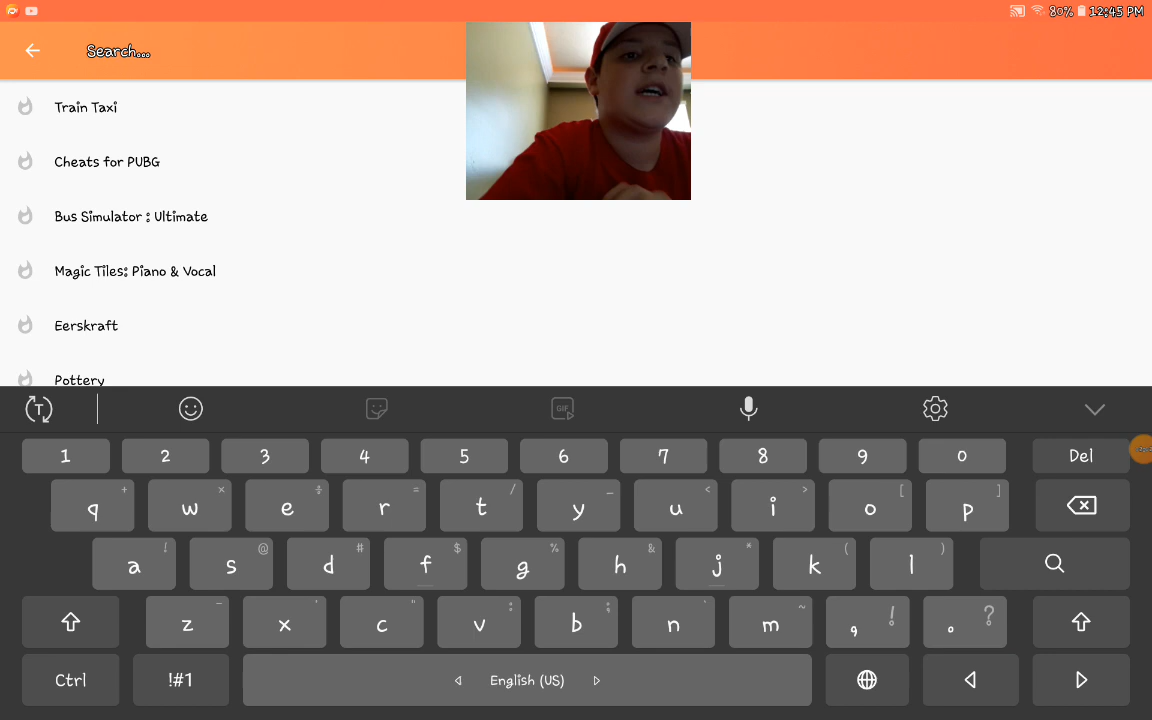 80% 12:45 PM
Search...
Train Taxi
Cheats for PUBG
Bus Simulator : Ultimate
Magic Tiles: Piano & Vocal
Eerskraft
Pottery
T GIF
1 2 3 4 5 6 7 8 9 0 Del
q + w × e ÷ r = t / y _ u < i > o [ p ]
a ! s @ d # f $ g % h & j * k ( l )
z - x ' c " v : b ; n ' m ~ , ! . ?
Ctrl !#1 English (US)